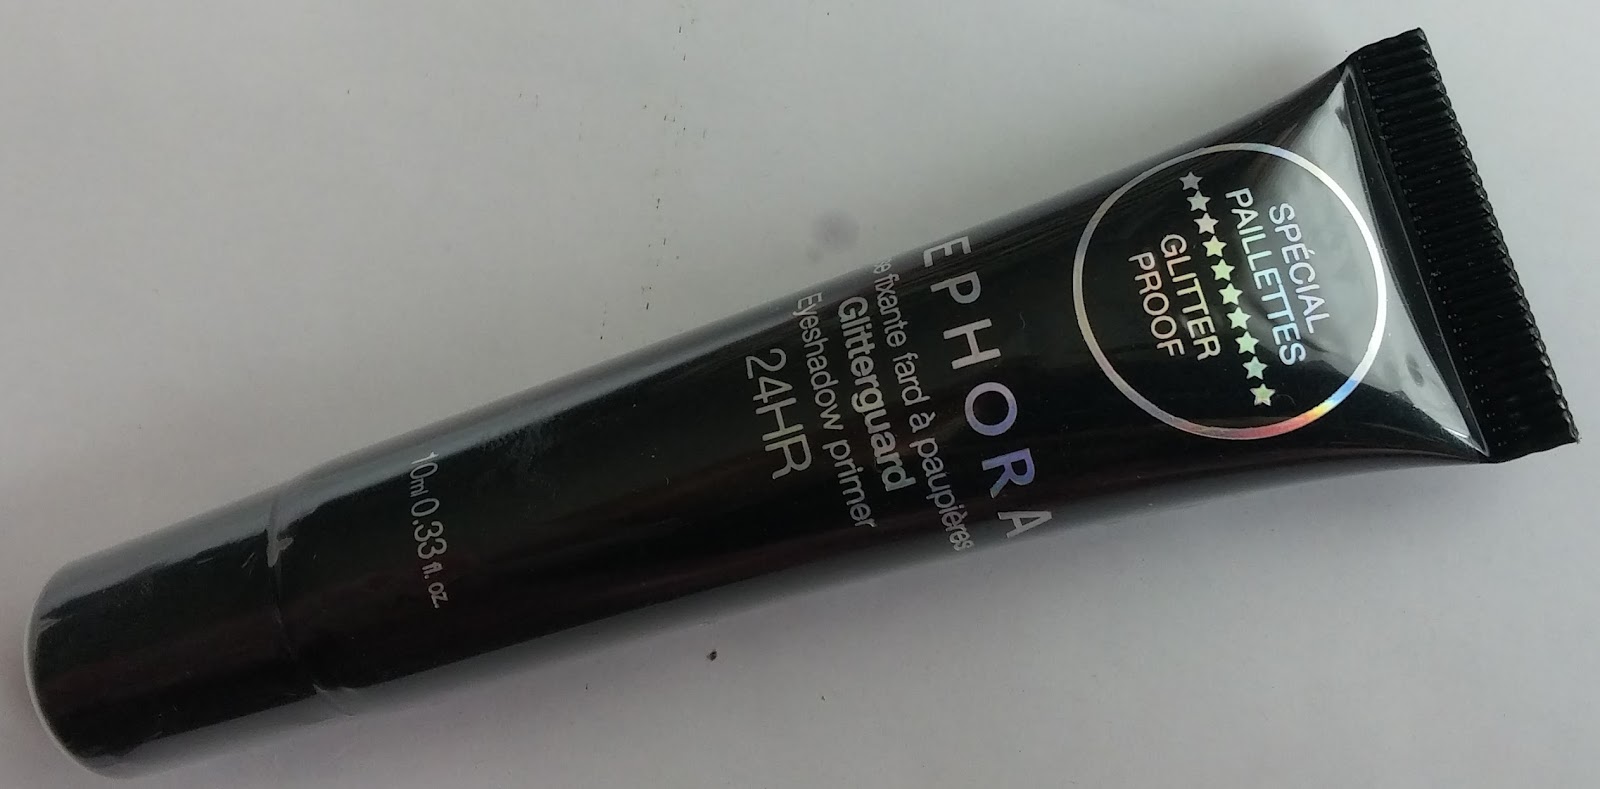 SPÉCIAL
PAILLETTES
GLITTER
PROOF
EPHORA
fixante fard à paupières
Glitterguard
Eyeshadow primer
24HR
10ml 0.33 fl. oz.